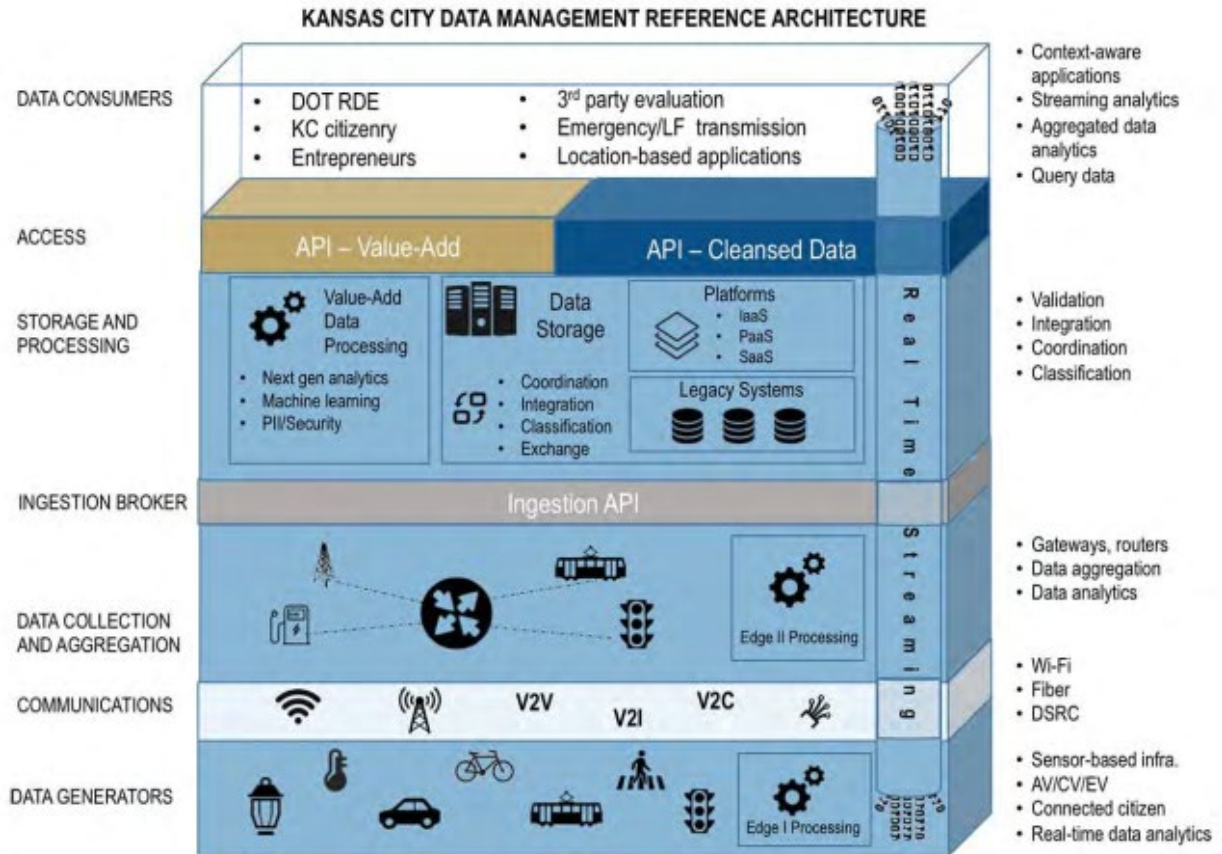 KANSAS CITY DATA MANAGEMENT REFERENCE ARCHITECTURE
DATA CONSUMERS
• DOT RDE
• KC citizenry
• Entrepreneurs
• 3rd party evaluation
• Emergency/LF transmission
• Location-based applications
• Context-aware
applications
• Streaming analytics
• Aggregated data
analytics
• Query data
ACCESS
API – Value-Add
API – Cleansed Data
STORAGE AND
PROCESSING
Value-Add
Data
Processing
• Next gen analytics
• Machine learning
• PII/Security
Data
Storage
• Coordination
• Integration
• Classification
• Exchange
Platforms
• IaaS
• PaaS
• SaaS
Legacy Systems
Real Time Streaming
• Validation
• Integration
• Coordination
• Classification
INGESTION BROKER
Ingestion API
DATA COLLECTION
AND AGGREGATION
Edge II Processing
• Gateways, routers
• Data aggregation
• Data analytics
COMMUNICATIONS
V2V
V2I
V2C
• Wi-Fi
• Fiber
• DSRC
DATA GENERATORS
Edge I Processing
• Sensor-based infra.
• AV/CV/EV
• Connected citizen
• Real-time data analytics